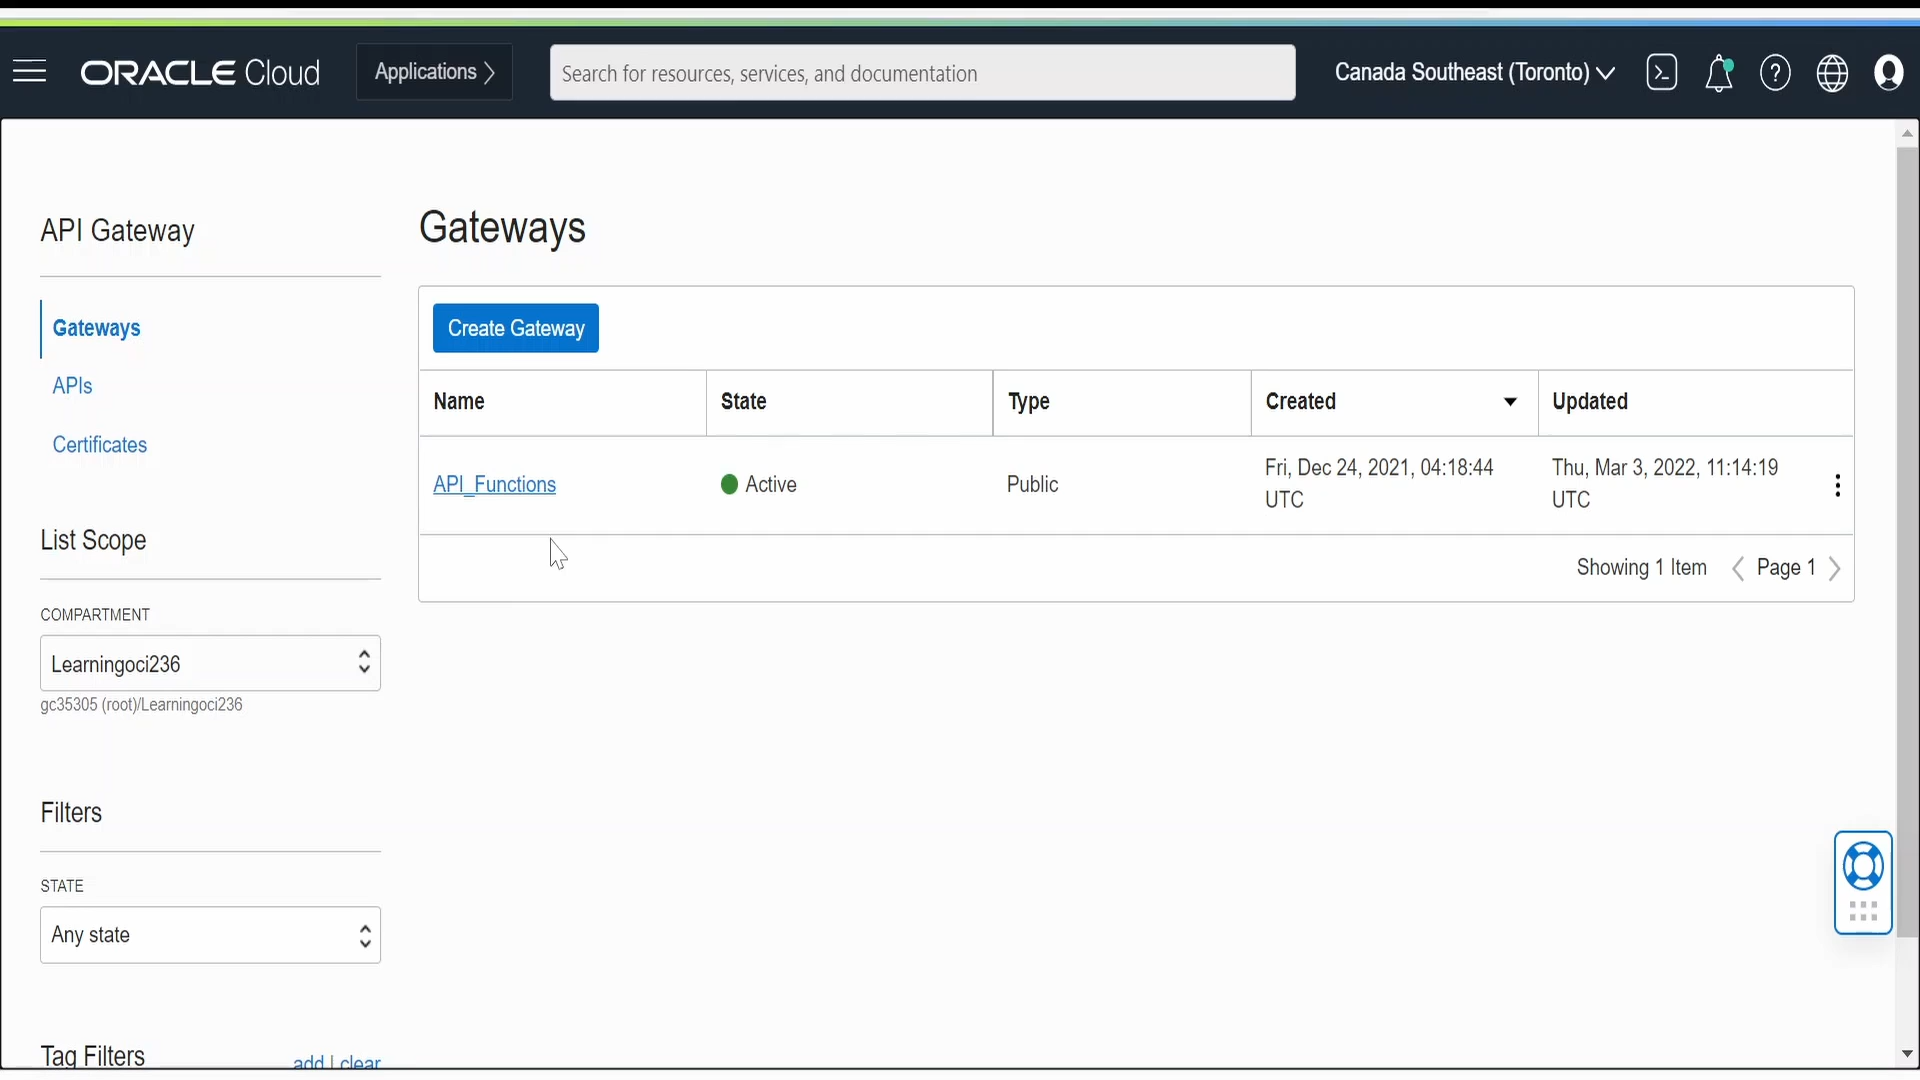 ORACLE Cloud
Applications
Search for resources, services, and documentation
Canada Southeast (Toronto)
API Gateway
Gateways
APIs
Certificates
List Scope
COMPARTMENT
Learningoci236
gc35305 (root)/Learningoci236
Filters
STATE
Any state
Tag Filters
add | clear
Gateways
Create Gateway
Name State Type Created Updated
API_Functions Active Public Fri, Dec 24, 2021, 04:18:44 Thu, Mar 3, 2022, 11:14:19
UTC UTC
Showing 1 Item Page 1